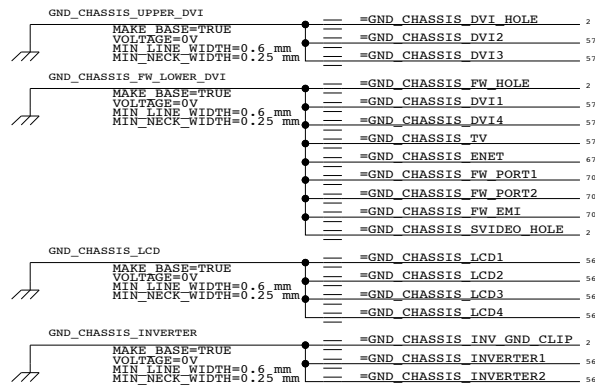 GND_CHASSIS_UPPER_DVI
MAKE_BASE=TRUE
VOLTAGE=0V
MIN_LINE_WIDTH=0.6 mm
MIN_NECK_WIDTH=0.25 mm
=GND_CHASSIS_DVI_HOLE 2
=GND_CHASSIS_DVI2 57
=GND_CHASSIS_DVI3 57
GND_CHASSIS_FW_LOWER_DVI
MAKE_BASE=TRUE
VOLTAGE=0V
MIN_LINE_WIDTH=0.6 mm
MIN_NECK_WIDTH=0.25 mm
=GND_CHASSIS_FW_HOLE 2
=GND_CHASSIS_DVI1 57
=GND_CHASSIS_DVI4 57
=GND_CHASSIS_TV 57
=GND_CHASSIS_ENET 67
=GND_CHASSIS_FW_PORT1 70
=GND_CHASSIS_FW_PORT2 70
=GND_CHASSIS_FW_EMI 70
=GND_CHASSIS_SVIDEO_HOLE 2
GND_CHASSIS_LCD
MAKE_BASE=TRUE
VOLTAGE=0V
MIN_LINE_WIDTH=0.6 mm
MIN_NECK_WIDTH=0.25 mm
=GND_CHASSIS_LCD1 56
=GND_CHASSIS_LCD2 56
=GND_CHASSIS_LCD3 56
=GND_CHASSIS_LCD4 56
GND_CHASSIS_INVERTER
MAKE_BASE=TRUE
VOLTAGE=0V
MIN_LINE_WIDTH=0.6 mm
MIN_NECK_WIDTH=0.25 mm
=GND_CHASSIS_INV_GND_CLIP 2
=GND_CHASSIS_INVERTER1 56
=GND_CHASSIS_INVERTER2 56